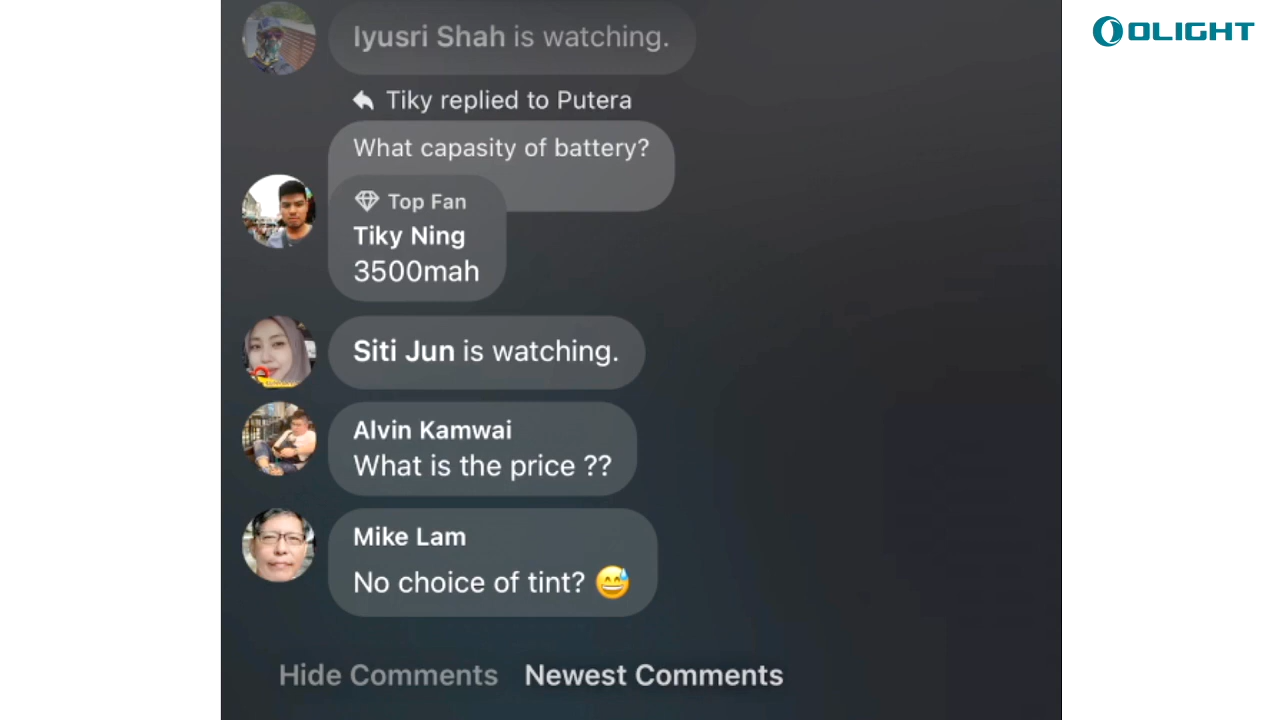 OLIGHT
Iyusri Shah is watching.
Tiky replied to Putera
What capasity of battery?
Top Fan
Tiky Ning
3500mah
Siti Jun is watching.
Alvin Kamwai
What is the price ??
Mike Lam
No choice of tint? 😅
Hide Comments Newest Comments